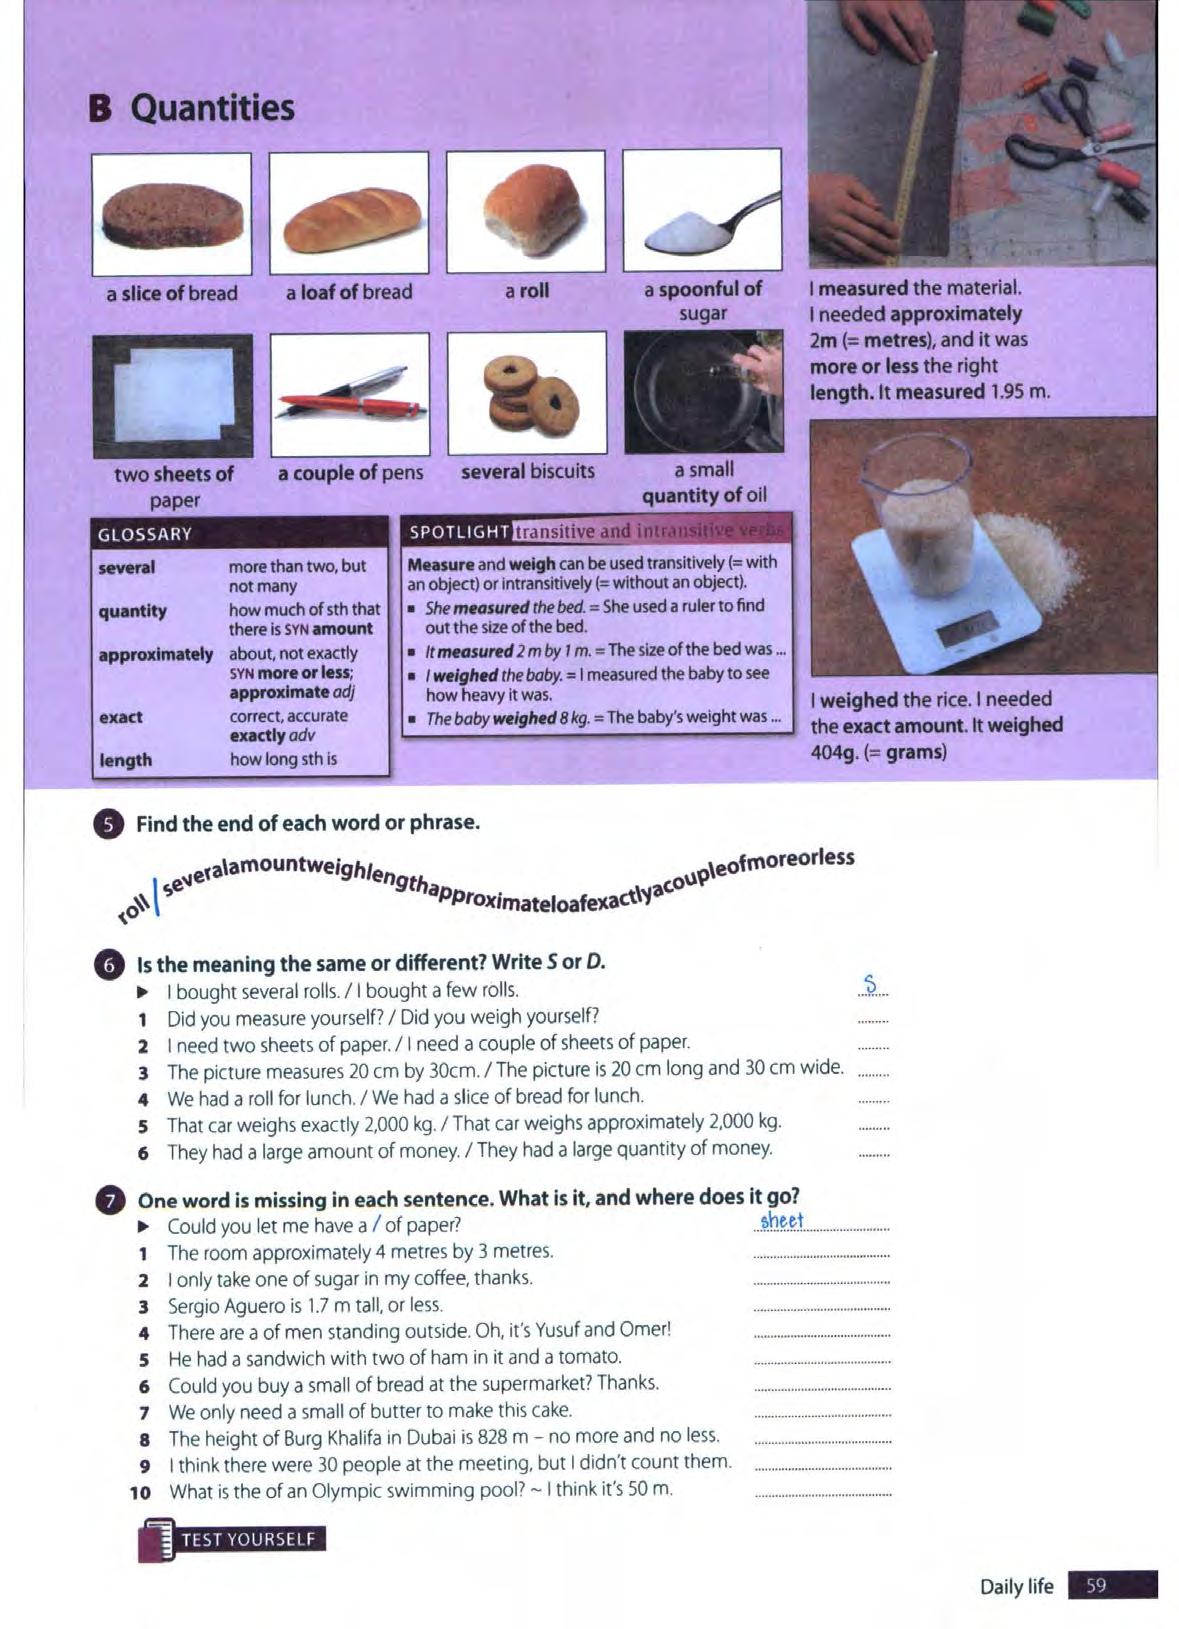 B Quantities
a slice of bread
a loaf of bread
a roll
a spoonful of
sugar
two sheets of
paper
a couple of pens
several biscuits
a small
quantity of oil
I measured the material.
I needed approximately
2m (= metres), and it was
more or less the right
length. It measured 1.95 m.
I weighed the rice. I needed
the exact amount. It weighed
404g. (= grams)
GLOSSARY
several more than two, but
not many
quantity how much of sth that
there is SYN amount
approximately about, not exactly
SYN more or less;
approximate adj
exact correct, accurate
exactly adv
length how long sth is
SPOTLIGHT transitive and intransitive verbs
Measure and weigh can be used transitively (= with
an object) or intransitively (= without an object).
▪ She measured the bed. = She used a ruler to find
out the size of the bed.
▪ It measured 2 m by 1 m. = The size of the bed was ...
▪ I weighed the baby. = I measured the baby to see
how heavy it was.
▪ The baby weighed 8 kg. = The baby's weight was ...
5 Find the end of each word or phrase.
roll/severalamountweighlengthapproximateloafexactlyacoupleofmoreorless
6 Is the meaning the same or different? Write S or D.
► I bought several rolls. / I bought a few rolls. S
1 Did you measure yourself? / Did you weigh yourself? .........
2 I need two sheets of paper. / I need a couple of sheets of paper. .........
3 The picture measures 20 cm by 30cm. / The picture is 20 cm long and 30 cm wide. .........
4 We had a roll for lunch. / We had a slice of bread for lunch. .........
5 That car weighs exactly 2,000 kg. / That car weighs approximately 2,000 kg. .........
6 They had a large amount of money. / They had a large quantity of money. .........
7 One word is missing in each sentence. What is it, and where does it go?
► Could you let me have a / of paper? sheet
1 The room approximately 4 metres by 3 metres.
2 I only take one of sugar in my coffee, thanks.
3 Sergio Aguero is 1.7 m tall, or less.
4 There are a of men standing outside. Oh, it's Yusuf and Omer!
5 He had a sandwich with two of ham in it and a tomato.
6 Could you buy a small of bread at the supermarket? Thanks.
7 We only need a small of butter to make this cake.
8 The height of Burg Khalifa in Dubai is 828 m – no more and no less.
9 I think there were 30 people at the meeting, but I didn't count them.
10 What is the of an Olympic swimming pool? ~ I think it's 50 m.
TEST YOURSELF
Daily life 59